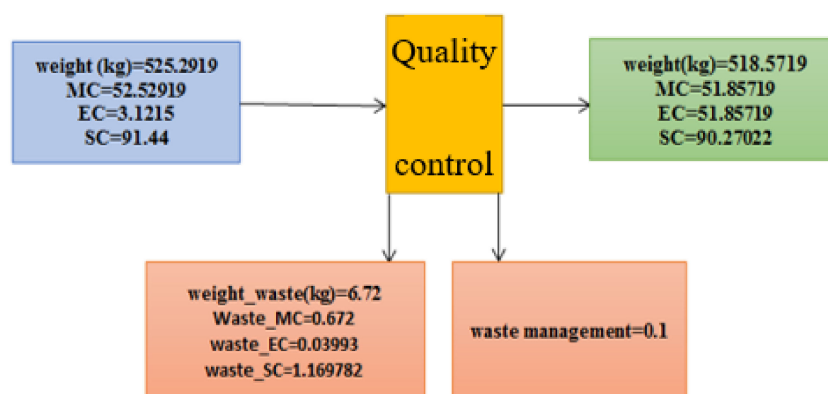 weight (kg)=525.2919
MC=52.52919
EC=3.1215
SC=91.44
Quality
control
weight(kg)=518.5719
MC=51.85719
EC=51.85719
SC=90.27022
weight_waste(kg)=6.72
Waste_MC=0.672
waste_EC=0.03993
waste_SC=1.169782
waste management=0.1